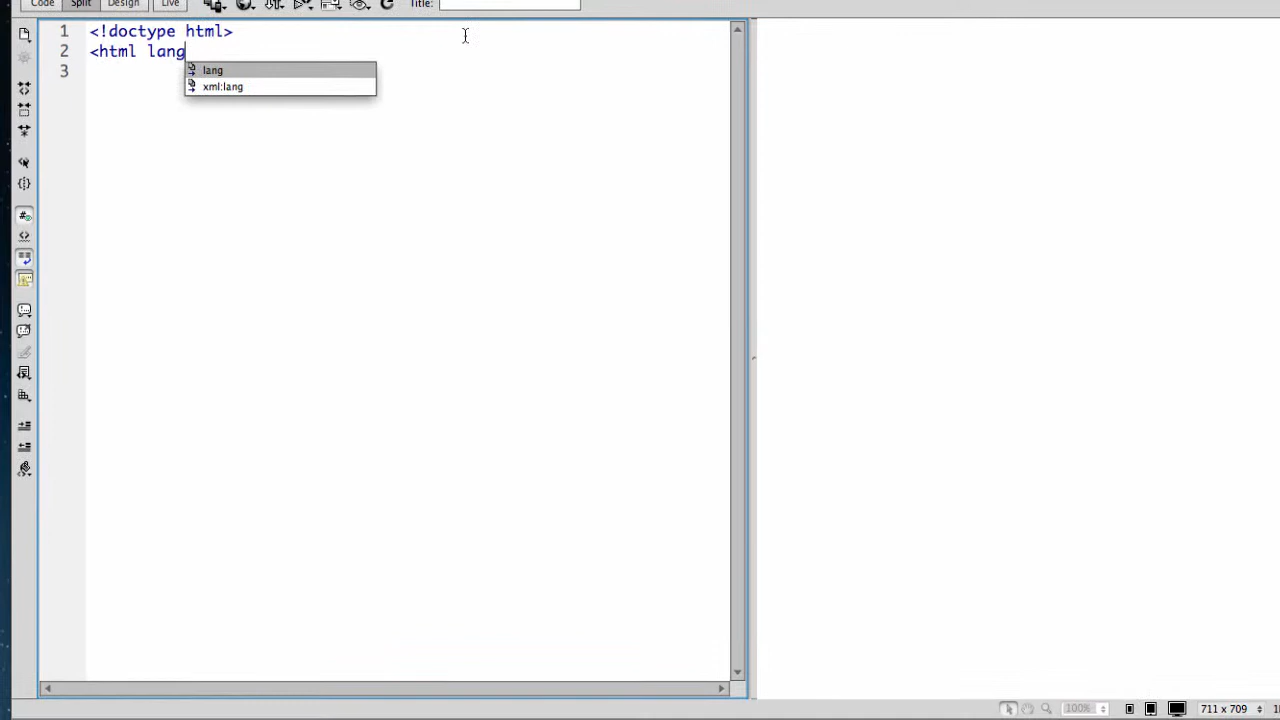 Code Split Design Live Title:
1 <!doctype html>
2 <html lang
3
lang
xml:lang
100% 711 x 709